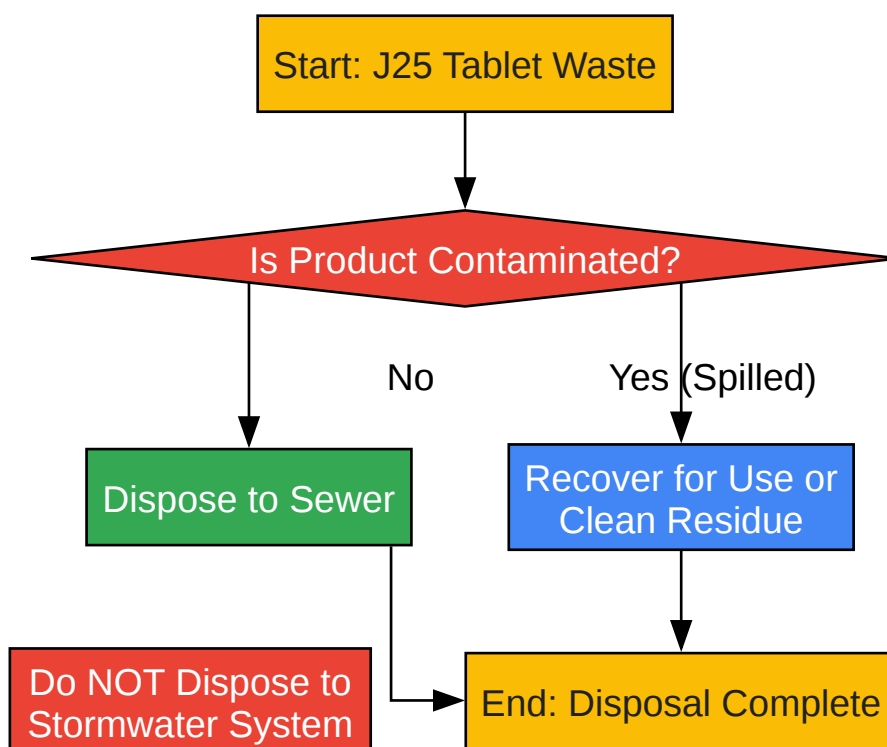 Start: J25 Tablet Waste
Is Product Contaminated?
No
Yes (Spilled)
Dispose to Sewer
Recover for Use or
Clean Residue
Do NOT Dispose to
Stormwater System
End: Disposal Complete